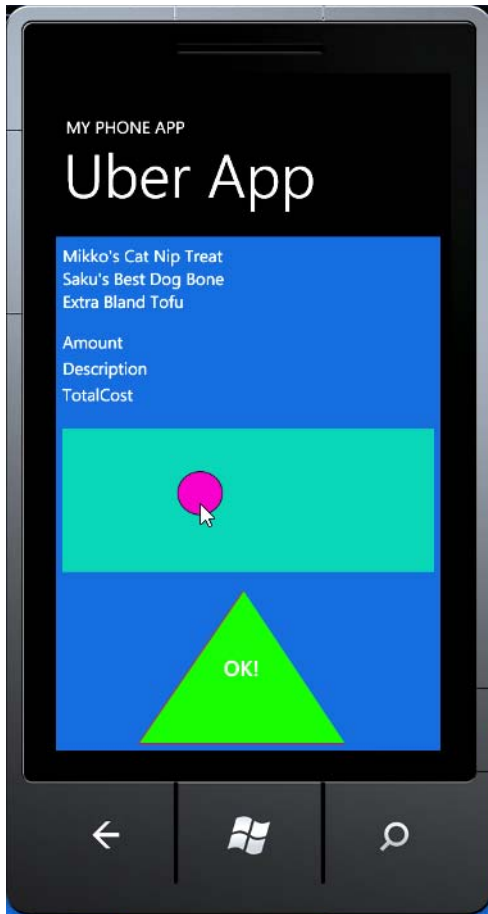 MY PHONE APP
Uber App
Mikko's Cat Nip Treat
Saku's Best Dog Bone
Extra Bland Tofu
Amount
Description
TotalCost
OK!